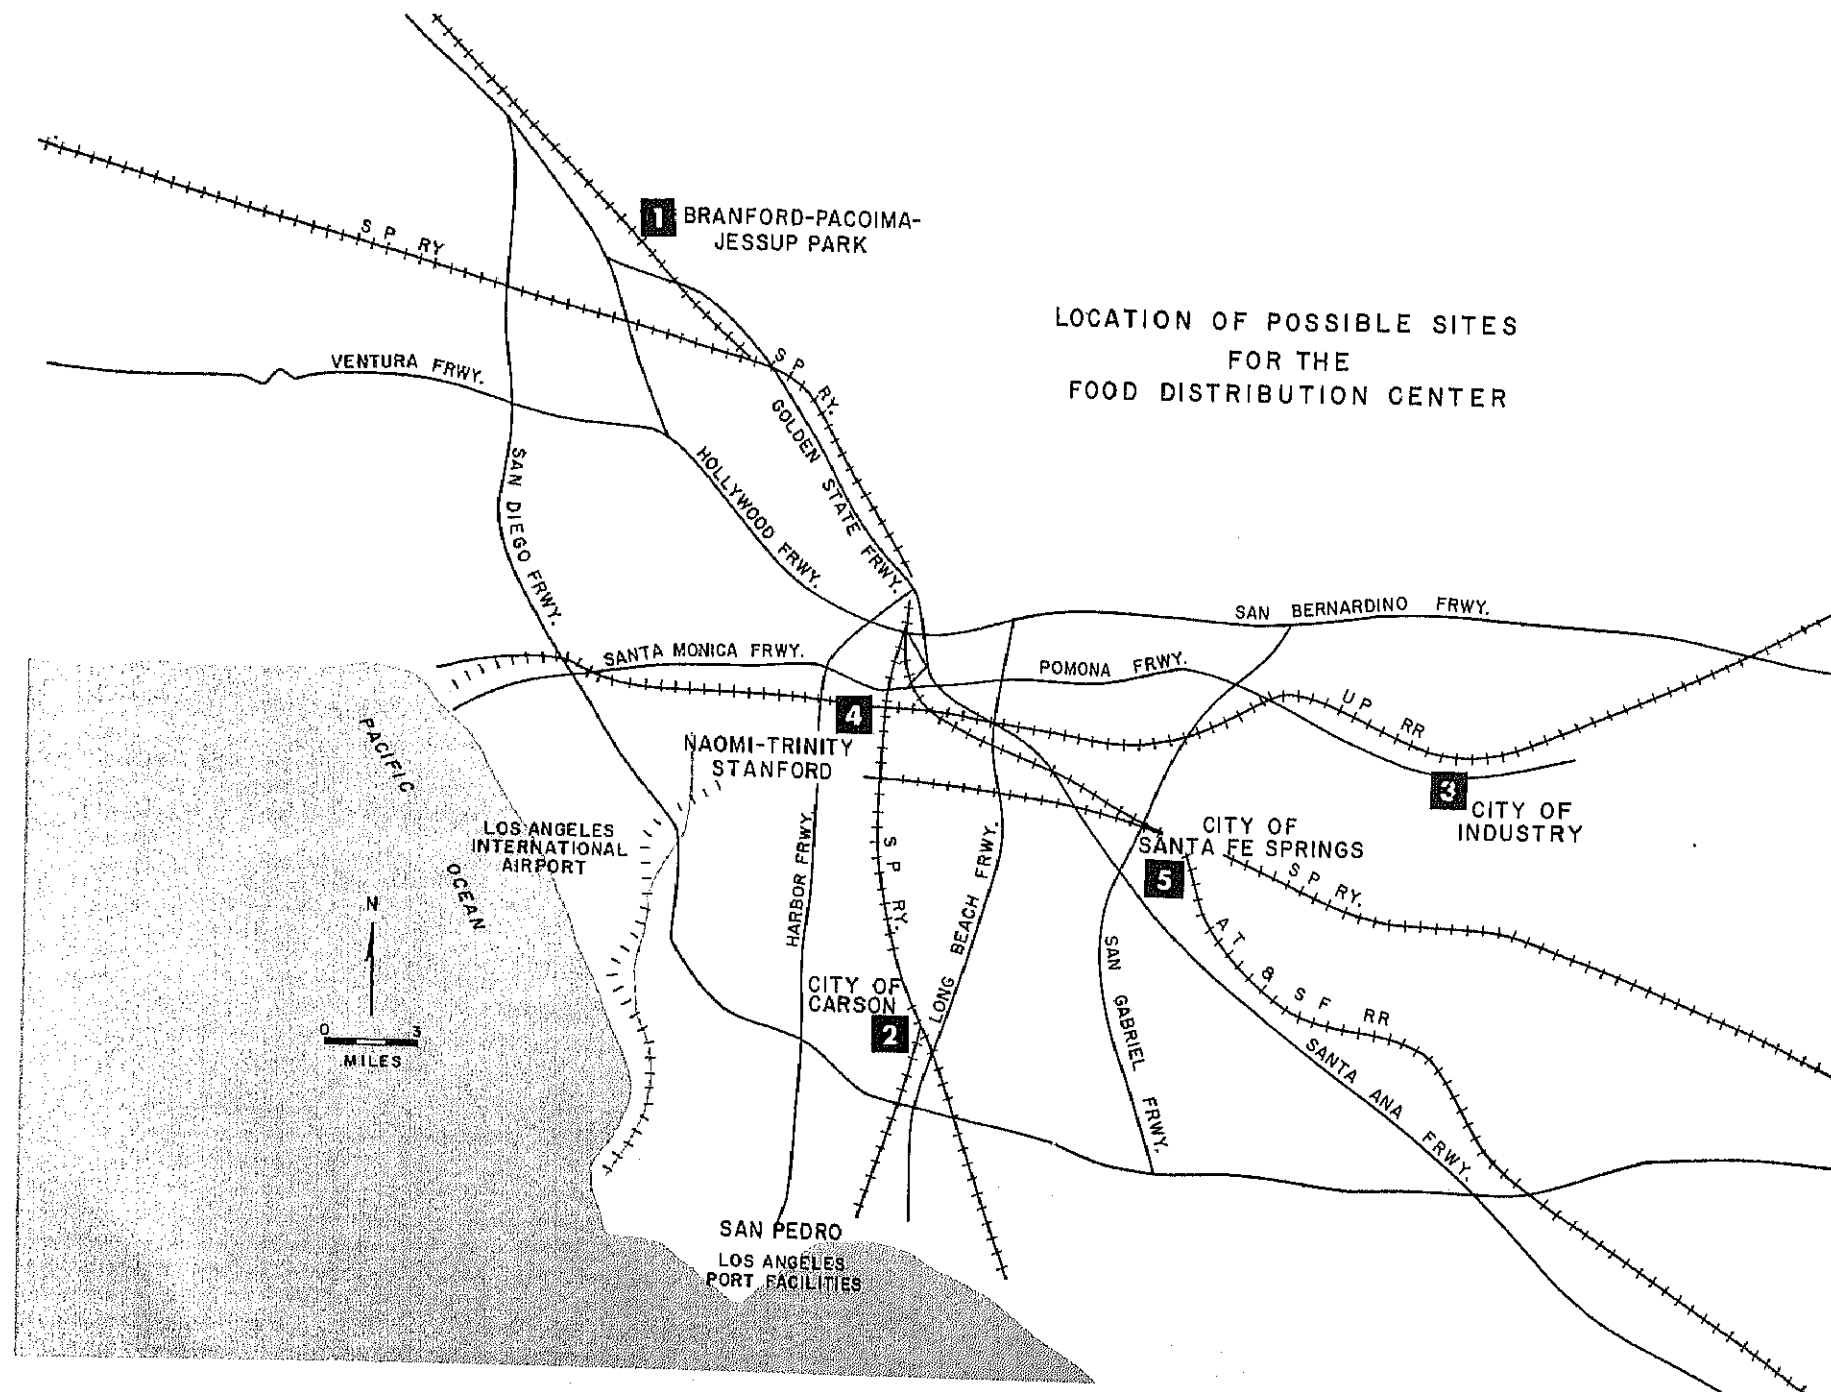 1 BRANFORD-PACOIMA-
JESSUP PARK
S P RY
LOCATION OF POSSIBLE SITES
FOR THE
FOOD DISTRIBUTION CENTER
VENTURA FRWY.
S P RY.
GOLDEN STATE FRWY.
HOLLYWOOD FRWY.
SAN DIEGO FRWY.
SAN BERNARDINO FRWY.
SANTA MONICA FRWY.
POMONA FRWY.
UP RR
4
NAOMI-TRINITY
STANFORD
PACIFIC
OCEAN
3
CITY OF
INDUSTRY
LOS ANGELES
INTERNATIONAL
AIRPORT
HARBOR FRWY.
S P RY.
LONG BEACH FRWY.
CITY OF
SANTA FE SPRINGS
5
S P RY.
A T & S F RR
SAN GABRIEL FRWY.
SANTA ANA FRWY.
N
0 3
MILES
CITY OF
CARSON
2
SAN PEDRO
LOS ANGELES
PORT FACILITIES